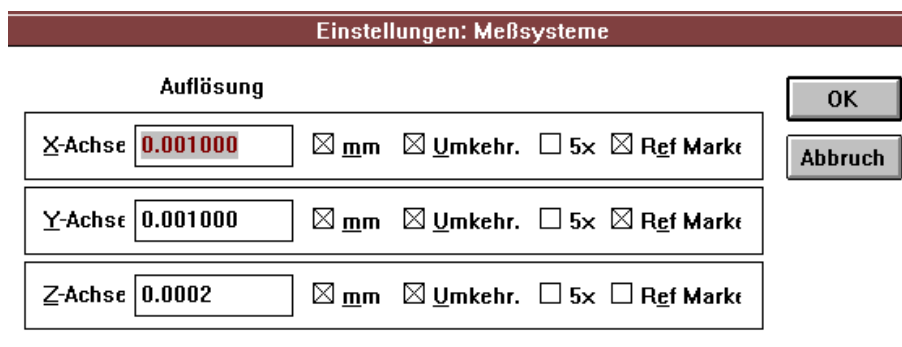 Einstellungen: Meßsysteme
Auflösung
OK
X-Achse 0.001000 mm Umkehr. 5x Ref Marke
Abbruch
Y-Achse 0.001000 mm Umkehr. 5x Ref Marke
Z-Achse 0.0002 mm Umkehr. 5x Ref Marke